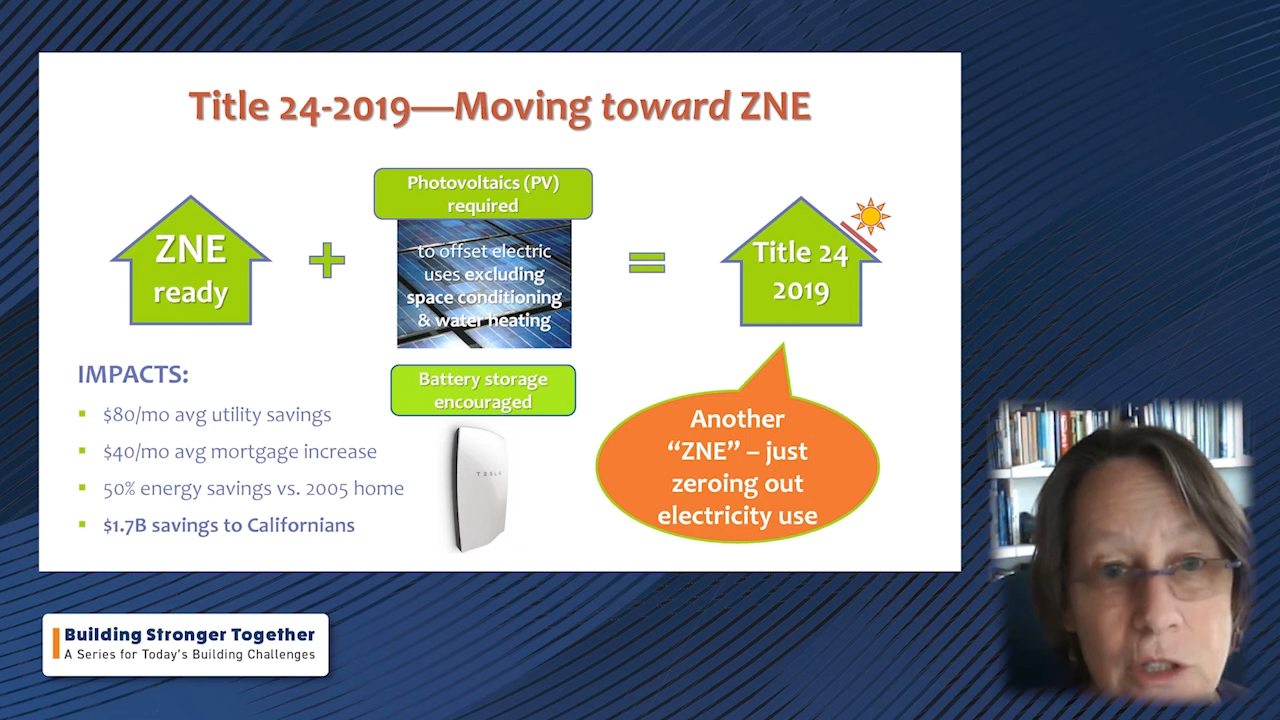 Title 24-2019—Moving toward ZNE
ZNE
ready
+
Photovoltaics (PV)
required
to offset electric
uses excluding
space conditioning
& water heating
=
Title 24
2019
IMPACTS:
▪ $80/mo avg utility savings
▪ $40/mo avg mortgage increase
▪ 50% energy savings vs. 2005 home
▪ $1.7B savings to Californians
Battery storage
encouraged
TESLA
Another
“ZNE” – just
zeroing out
electricity use
Building Stronger Together
A Series for Today's Building Challenges